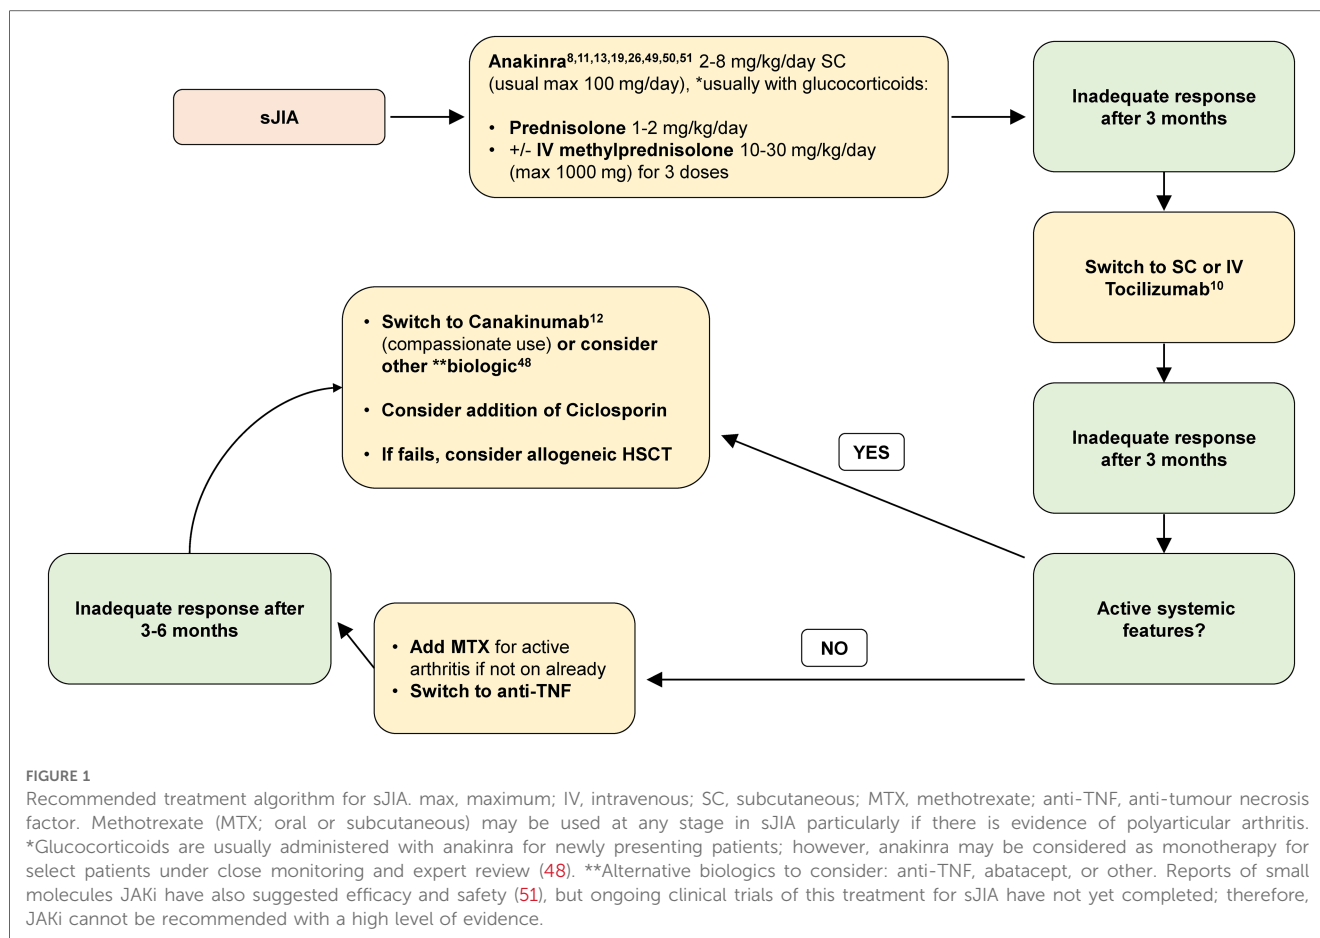 sJIA
Anakinra8,11,13,19,26,49,50,51 2-8 mg/kg/day SC
(usual max 100 mg/day), *usually with glucocorticoids:
• Prednisolone 1-2 mg/kg/day
• +/- IV methylprednisolone 10-30 mg/kg/day
(max 1000 mg) for 3 doses
Inadequate response
after 3 months
Switch to SC or IV
Tocilizumab10
Inadequate response
after 3 months
Active systemic
features?
YES
• Switch to Canakinumab12
(compassionate use) or consider
other **biologic48
• Consider addition of Ciclosporin
• If fails, consider allogeneic HSCT
NO
• Add MTX for active
arthritis if not on already
• Switch to anti-TNF
Inadequate response after
3-6 months
FIGURE 1
Recommended treatment algorithm for sJIA. max, maximum; IV, intravenous; SC, subcutaneous; MTX, methotrexate; anti-TNF, anti-tumour necrosis
factor. Methotrexate (MTX; oral or subcutaneous) may be used at any stage in sJIA particularly if there is evidence of polyarticular arthritis.
*Glucocorticoids are usually administered with anakinra for newly presenting patients; however, anakinra may be considered as monotherapy for
select patients under close monitoring and expert review (48). **Alternative biologics to consider: anti-TNF, abatacept, or other. Reports of small
molecules JAKi have also suggested efficacy and safety (51), but ongoing clinical trials of this treatment for sJIA have not yet completed; therefore,
JAKi cannot be recommended with a high level of evidence.